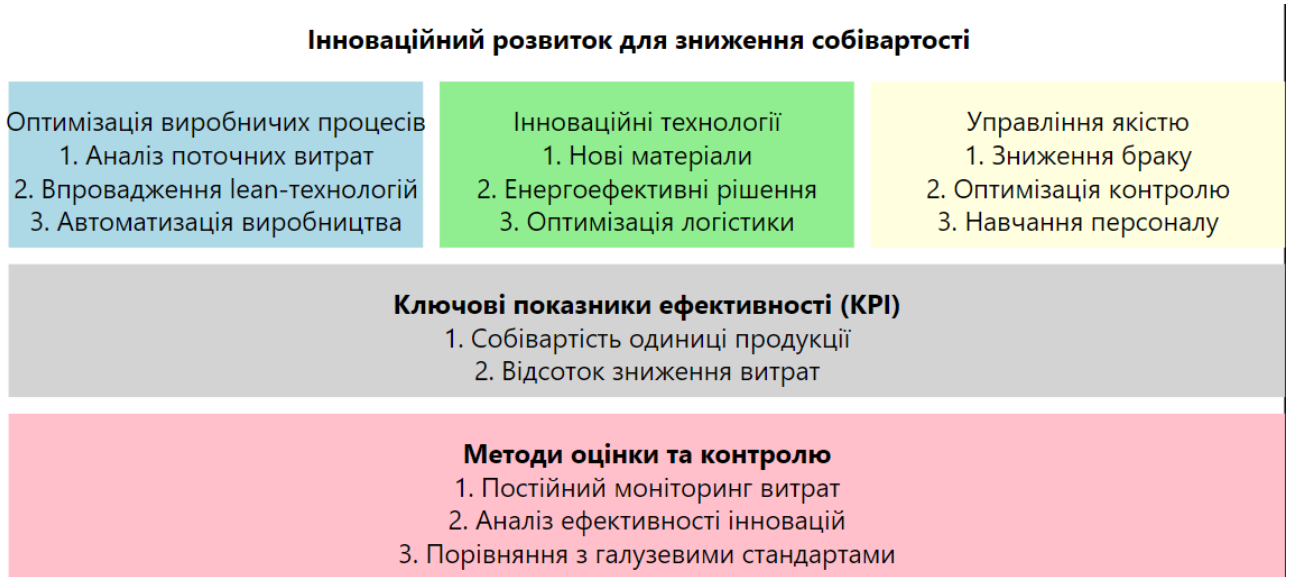 Інноваційний розвиток для зниження собівартості
Оптимізація виробничих процесів
1. Аналіз поточних витрат
2. Впровадження lean-технологій
3. Автоматизація виробництва
Інноваційні технології
1. Нові матеріали
2. Енергоефективні рішення
3. Оптимізація логістики
Управління якістю
1. Зниження браку
2. Оптимізація контролю
3. Навчання персоналу
Ключові показники ефективності (KPI)
1. Собівартість одиниці продукції
2. Відсоток зниження витрат
Методи оцінки та контролю
1. Постійний моніторинг витрат
2. Аналіз ефективності інновацій
3. Порівняння з галузевими стандартами